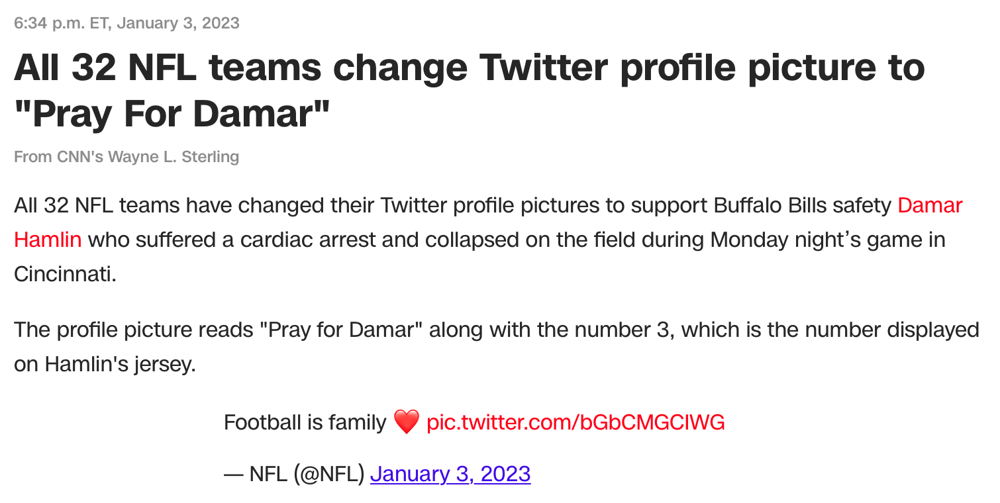 6:34 p.m. ET, January 3, 2023
All 32 NFL teams change Twitter profile picture to
"Pray For Damar"
From CNN's Wayne L. Sterling
All 32 NFL teams have changed their Twitter profile pictures to support Buffalo Bills safety Damar
Hamlin who suffered a cardiac arrest and collapsed on the field during Monday night’s game in
Cincinnati.
The profile picture reads "Pray for Damar" along with the number 3, which is the number displayed
on Hamlin's jersey.
Football is family ❤️ pic.twitter.com/bGbCMGCIWG
— NFL (@NFL) January 3, 2023